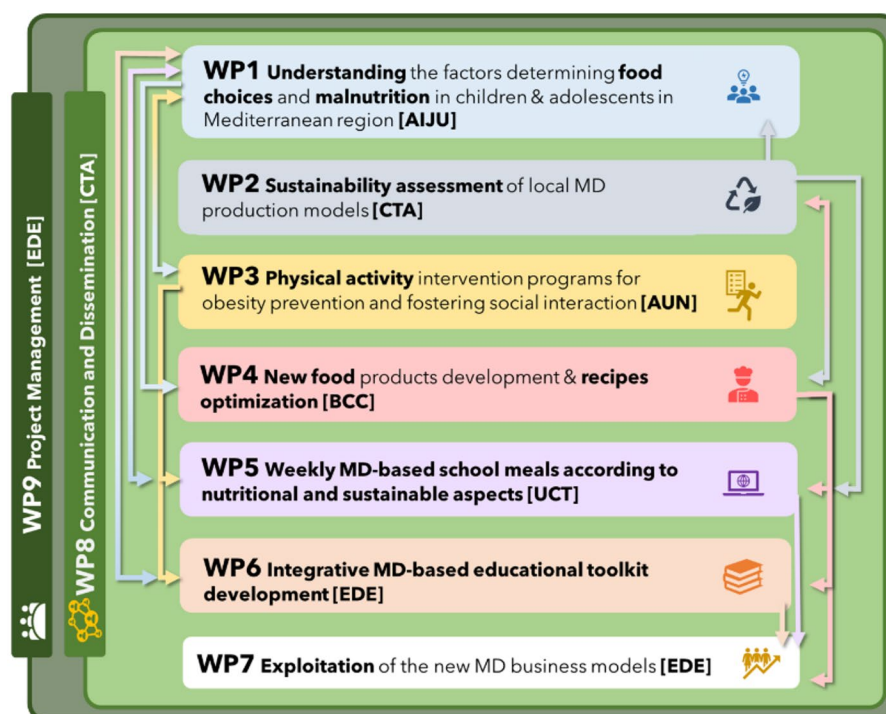 WP9 Project Management [EDE]
WP8 Communication and Dissemination [CTA]
WP1 Understanding the factors determining food
choices and malnutrition in children & adolescents in
Mediterranean region [AIJU]
WP2 Sustainability assessment of local MD
production models [CTA]
WP3 Physical activity intervention programs for
obesity prevention and fostering social interaction [AUN]
WP4 New food products development & recipes
optimization [BCC]
WP5 Weekly MD-based school meals according to
nutritional and sustainable aspects [UCT]
WP6 Integrative MD-based educational toolkit
development [EDE]
WP7 Exploitation of the new MD business models [EDE]